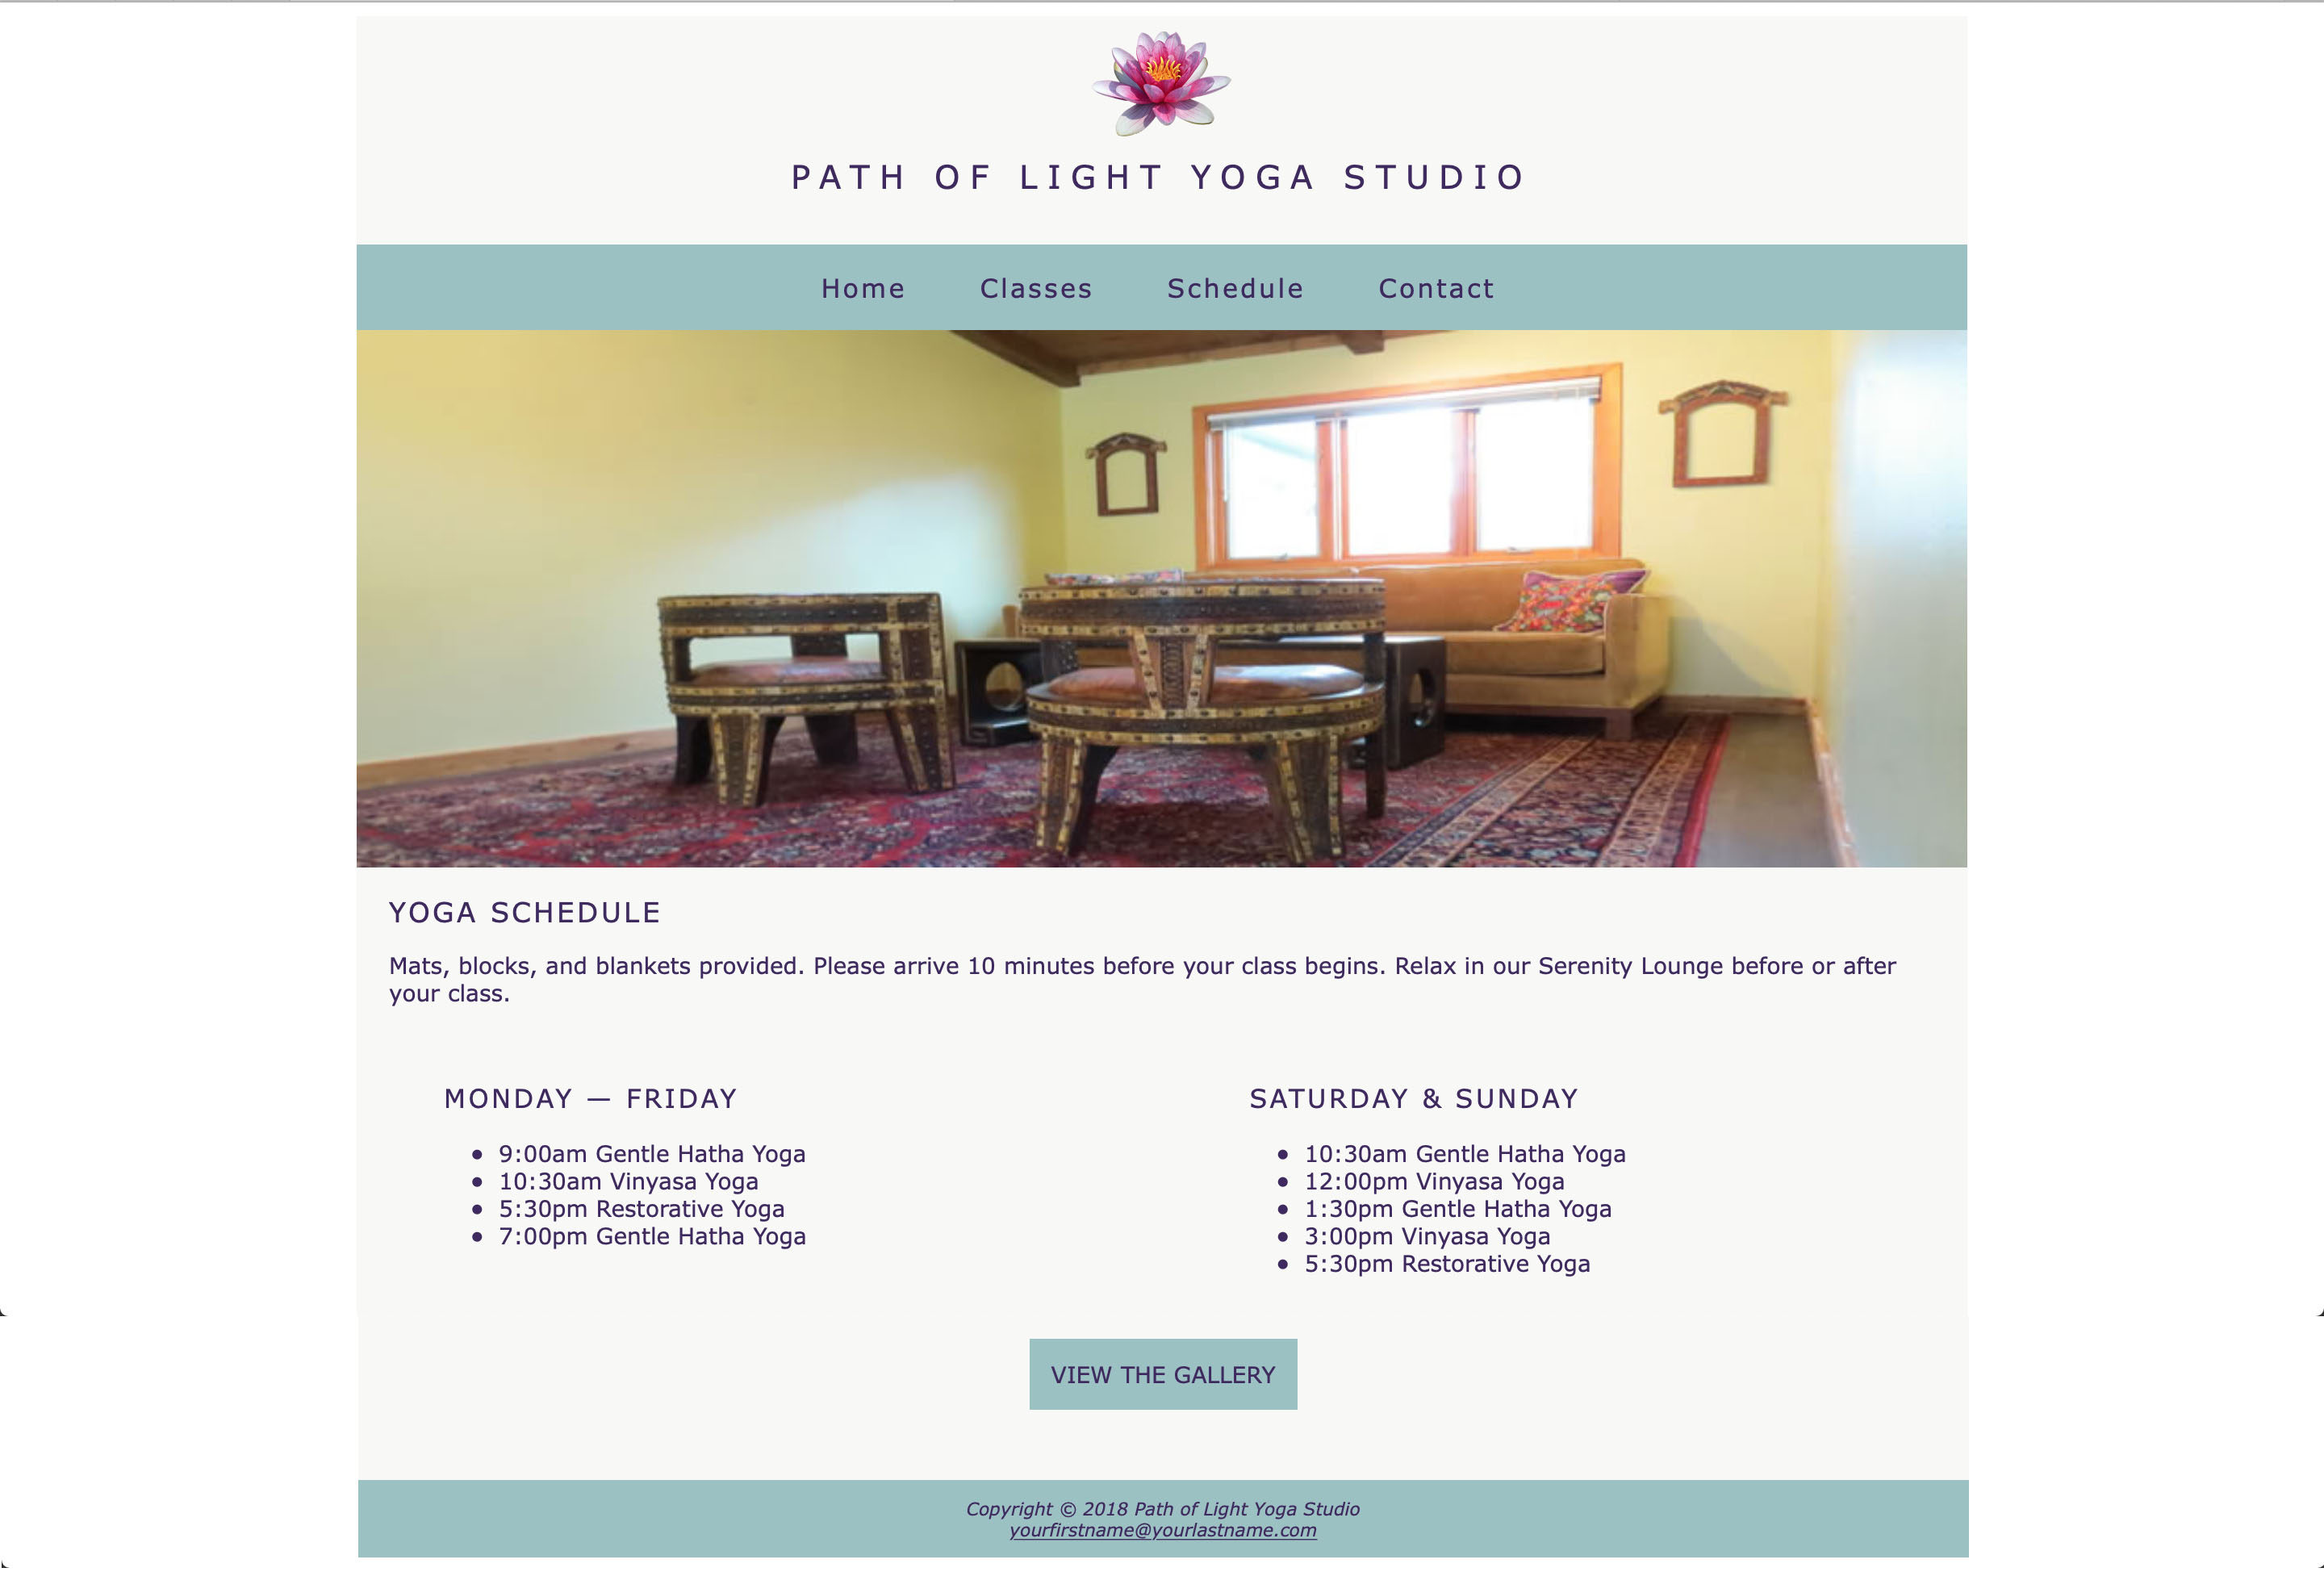 PATH OF LIGHT YOGA STUDIO
Home Classes Schedule Contact
YOGA SCHEDULE
Mats, blocks, and blankets provided. Please arrive 10 minutes before your class begins. Relax in our Serenity Lounge before or after
your class.
MONDAY — FRIDAY
9:00am Gentle Hatha Yoga
10:30am Vinyasa Yoga
5:30pm Restorative Yoga
7:00pm Gentle Hatha Yoga
SATURDAY & SUNDAY
10:30am Gentle Hatha Yoga
12:00pm Vinyasa Yoga
1:30pm Gentle Hatha Yoga
3:00pm Vinyasa Yoga
5:30pm Restorative Yoga
VIEW THE GALLERY
Copyright © 2018 Path of Light Yoga Studio
yourfirstname@yourlastname.com